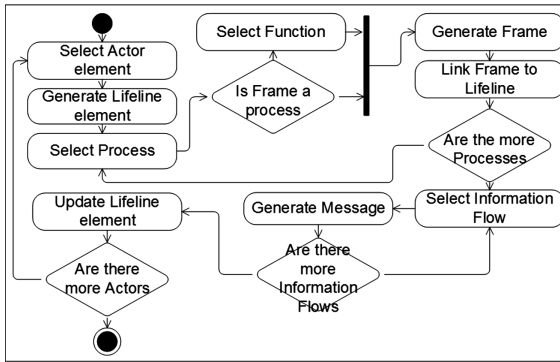 Select Actor
element
Generate Lifeline
element
Select Process
Select Function
Is Frame a
process
Generate Frame
Link Frame to
Lifeline
Are the more
Processes
Select Information
Flow
Generate Message
Are there
more
Information
Flows
Update Lifeline
element
Are there
more Actors